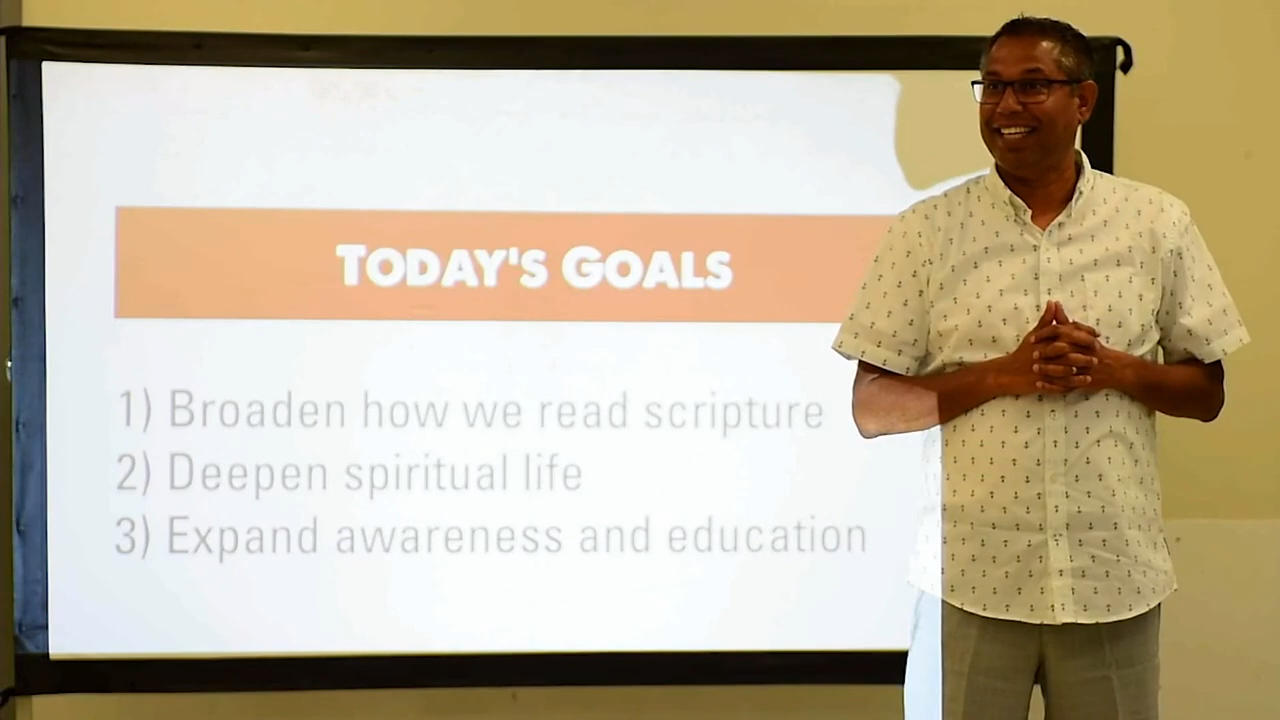 TODAY'S GOALS
1) Broaden how we read scripture
2) Deepen spiritual life
3) Expand awareness and education